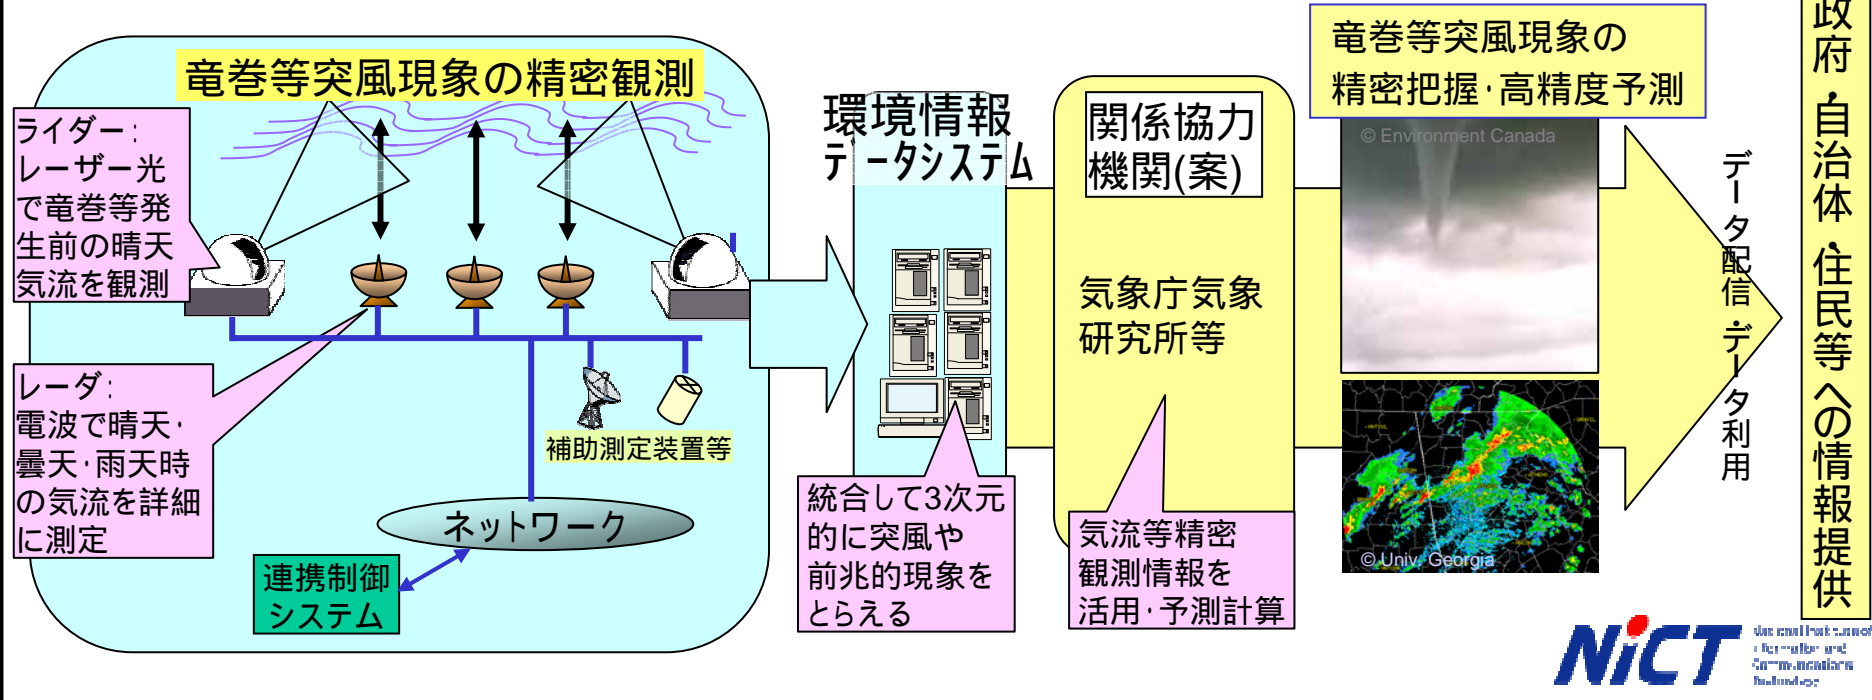 竜巻等突風現象の精密観測
ライダー:
レーザー光
で竜巻等発
生前の晴天
気流を観測
レーダ:
電波で晴天・
曇天・雨天時
の気流を詳細
に測定
補助測定装置等
ネットワーク
連携制御
システム
環境情報
データシステム
統合して3次元
的に突風や
前兆的現象を
とらえる
関係協力
機関(案)
気象庁気象
研究所等
気流等精密
観測情報を
活用・予測計算
竜巻等突風現象の
精密把握・高精度予測
© Environment Canada
© Univ. Georgia
データ配信・データ利用
政府・自治体・住民等への情報提供
NiCT